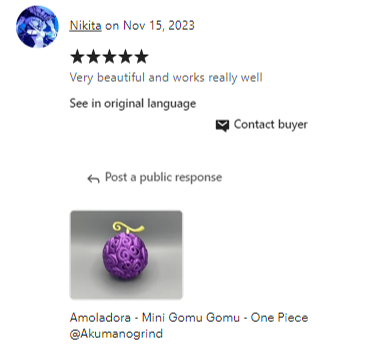 Nikita on Nov 15, 2023
Very beautiful and works really well
See in original language
Contact buyer
Post a public response
Amoladora - Mini Gomu Gomu - One Piece
@Akumanogrind